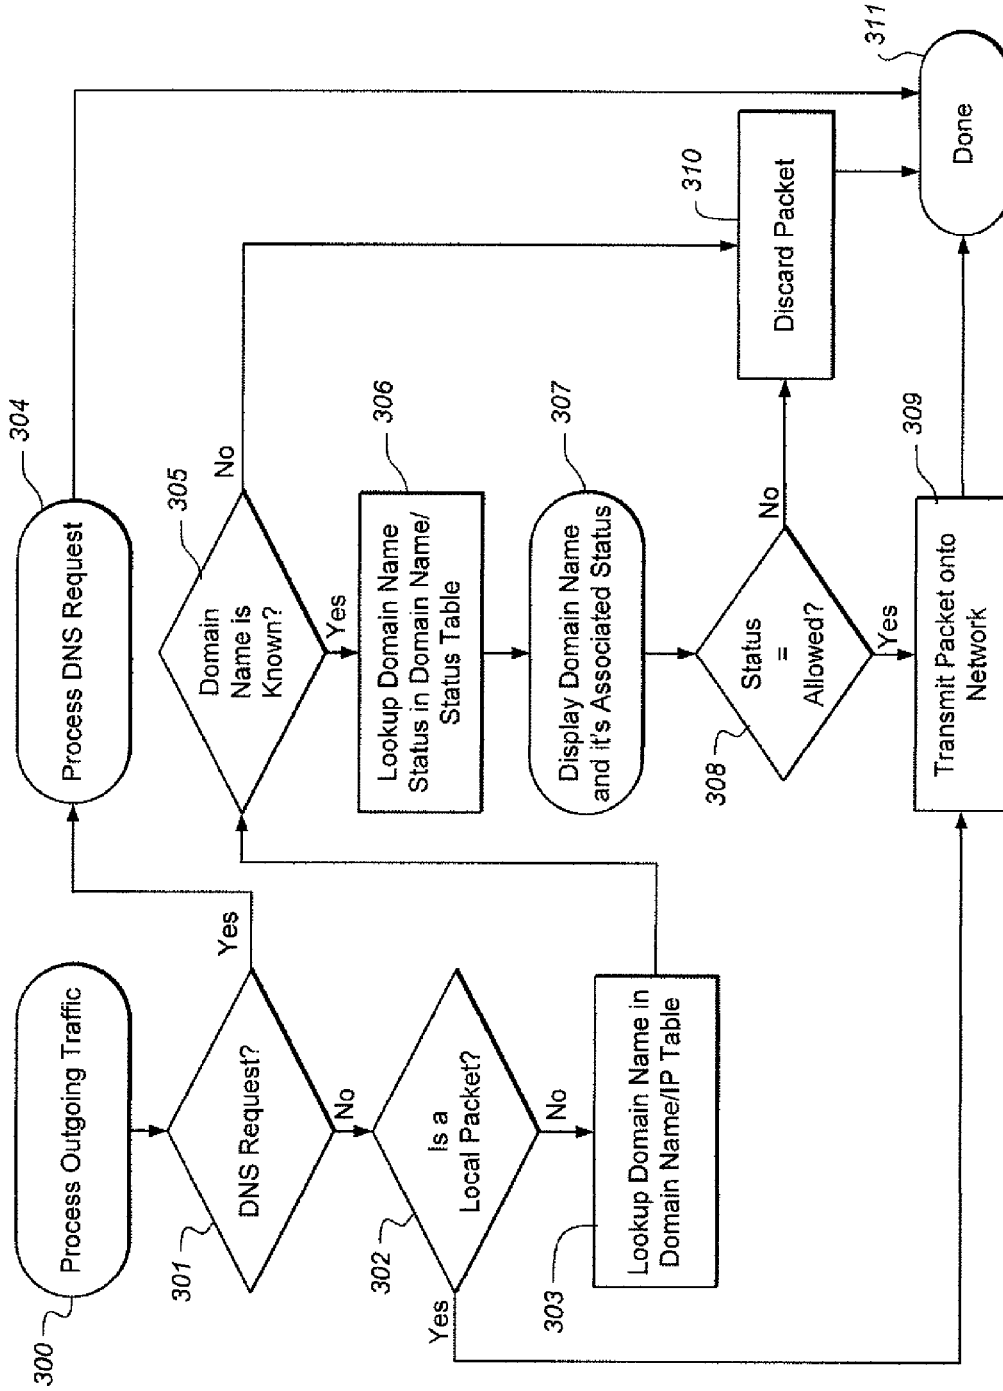 300
Process Outgoing Traffic
301
DNS Request?
Yes
No
302
Is a
Local Packet?
Yes
No
303
Lookup Domain Name in
Domain Name/IP Table
304
Process DNS Request
305
Domain
Name is
Known?
No
Yes
306
Lookup Domain Name
Status in Domain Name/
Status Table
307
Display Domain Name
and it's Associated Status
308
Status
=
Allowed?
No
Yes
309
Transmit Packet onto
Network
310
Discard Packet
311
Done